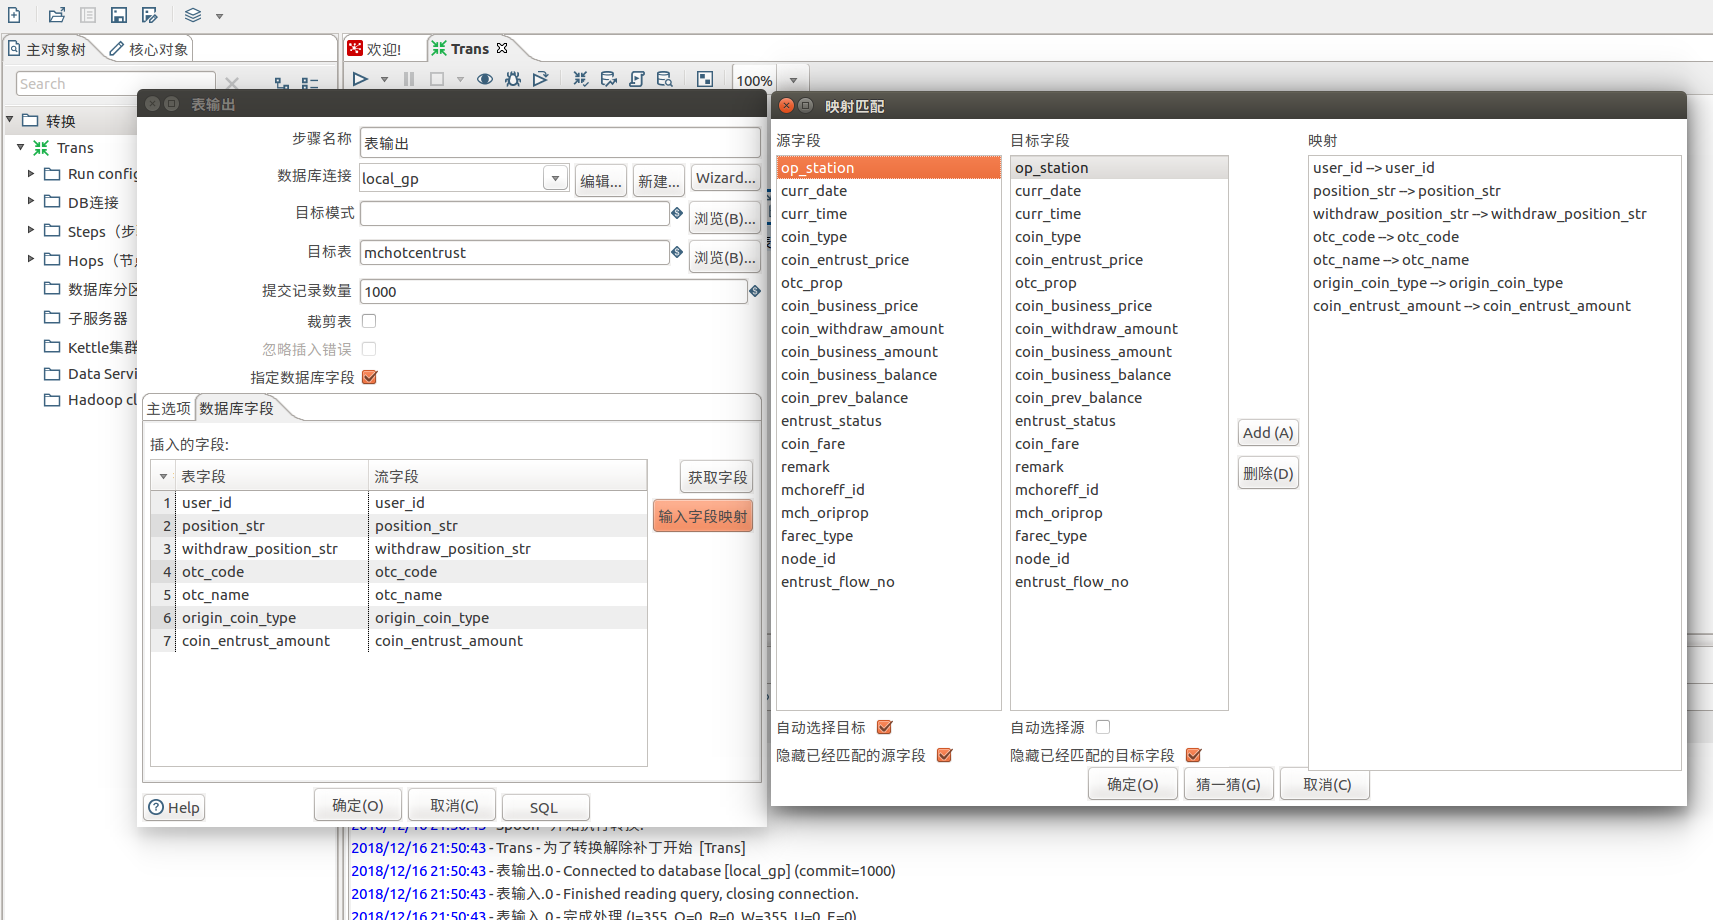 主对象树
核心对象
欢迎!
Trans
Search
100%
转换
Trans
Run config
DB连接
Steps（步
Hops（节点
数据库分区
子服务器
Kettle集群
Data Servi
Hadoop cl
表输出
步骤名称
表输出
数据库连接
local_gp
编辑...
新建...
Wizard...
目标模式
浏览(B)...
目标表
mchotcentrust
浏览(B)...
提交记录数量
1000
裁剪表
忽略插入错误
指定数据库字段
主选项
数据库字段
插入的字段:
表字段 流字段
1 user_id user_id
2 position_str position_str
3 withdraw_position_str withdraw_position_str
4 otc_code otc_code
5 otc_name otc_name
6 origin_coin_type origin_coin_type
7 coin_entrust_amount coin_entrust_amount
获取字段
输入字段映射
Help
确定(O)
取消(C)
SQL
映射匹配
源字段
op_station
curr_date
curr_time
coin_type
coin_entrust_price
otc_prop
coin_business_price
coin_withdraw_amount
coin_business_amount
coin_business_balance
coin_prev_balance
entrust_status
coin_fare
remark
mchoreff_id
mch_oriprop
farec_type
node_id
entrust_flow_no
自动选择目标
隐藏已经匹配的源字段
目标字段
op_station
curr_date
curr_time
coin_type
coin_entrust_price
otc_prop
coin_business_price
coin_withdraw_amount
coin_business_amount
coin_business_balance
coin_prev_balance
entrust_status
coin_fare
remark
mchoreff_id
mch_oriprop
farec_type
node_id
entrust_flow_no
自动选择源
隐藏已经匹配的目标字段
Add (A)
删除(D)
映射
user_id --> user_id
position_str --> position_str
withdraw_position_str --> withdraw_position_str
otc_code --> otc_code
otc_name --> otc_name
origin_coin_type --> origin_coin_type
coin_entrust_amount --> coin_entrust_amount
确定(O)
猜一猜(G)
取消(C)
2018/12/16 21:50:43 - Spoon - 开始执行转换.
2018/12/16 21:50:43 - Trans - 为了转换解除补丁开始 [Trans]
2018/12/16 21:50:43 - 表输出.0 - Connected to database [local_gp] (commit=1000)
2018/12/16 21:50:43 - 表输入.0 - Finished reading query, closing connection.
2018/12/16 21:50:43 - 表输入.0 - 完成处理 (I=355, O=0, R=0, W=355, U=0, E=0)